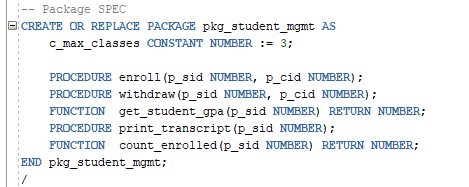 -- Package SPEC
CREATE OR REPLACE PACKAGE pkg_student_mgmt AS
    c_max_classes CONSTANT NUMBER := 3;

    PROCEDURE enroll(p_sid NUMBER, p_cid NUMBER);
    PROCEDURE withdraw(p_sid NUMBER, p_cid NUMBER);
    FUNCTION  get_student_gpa(p_sid NUMBER) RETURN NUMBER;
    PROCEDURE print_transcript(p_sid NUMBER);
    FUNCTION  count_enrolled(p_sid NUMBER) RETURN NUMBER;
END pkg_student_mgmt;
/